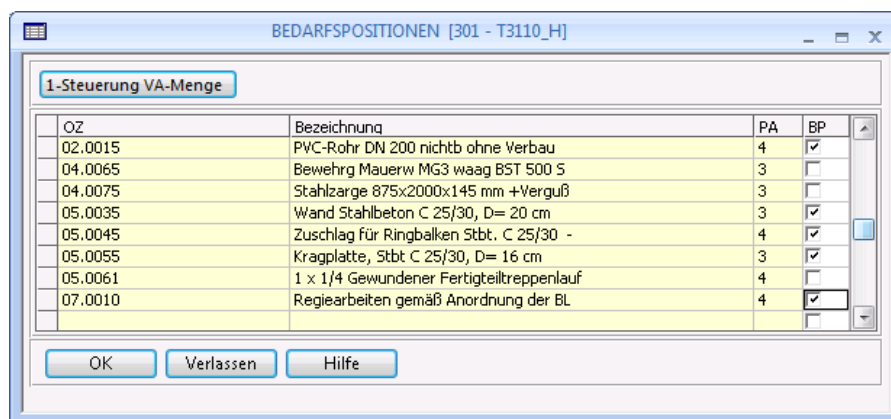 BEDARFSPOSITIONEN [301 - T3110_H]
1-Steuerung VA-Menge
OZ Bezeichnung PA BP
02.0015 PVC-Rohr DN 200 nichtb ohne Verbau 4
04.0065 Bewehrg Mauerw MG3 waag BST 500 S 3
04.0075 Stahlzarge 875x2000x145 mm +Verguß 3
05.0035 Wand Stahlbeton C 25/30, D= 20 cm 3
05.0045 Zuschlag für Ringbalken Stbt. C 25/30 - 4
05.0055 Kragplatte, Stbt C 25/30, D= 16 cm 3
05.0061 1 x 1/4 Gewundener Fertigteiltreppenlauf 4
07.0010 Regiearbeiten gemäß Anordnung der BL 4
OK Verlassen Hilfe